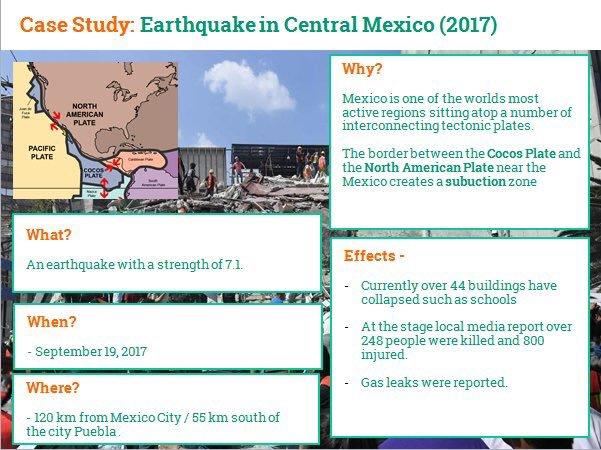 Case Study: Earthquake in Central Mexico (2017)
Juan de
Fuca
Plate
NORTH
AMERICAN
PLATE
PACIFIC
PLATE
Caribbean Plate
COCOS
PLATE
South
American Plate
Nazca
Plate
What?
An earthquake with a strength of 7.1.
When?
- September 19, 2017
Where?
- 120 km from Mexico City / 55 km south of
the city Puebla .
Why?
Mexico is one of the worlds most
active regions sitting atop a number of
interconnecting tectonic plates.
The border between the Cocos Plate and
the North American Plate near the
Mexico creates a subuction zone
Effects -
- Currently over 44 buildings have
collapsed such as schools
- At the stage local media report over
248 people were killed and 800
injured.
- Gas leaks were reported.